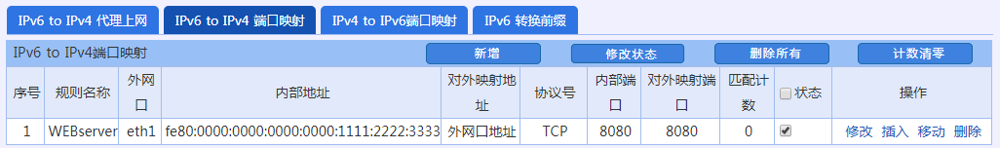 IPv6 to IPv4 代理上网 IPv6 to IPv4 端口映射 IPv4 to IPv6端口映射 IPv6 转换前缀
IPv6 to IPv4端口映射 新增 修改状态 删除所有 计数清零
序号 规则名称 外网口 内部地址 对外映射地址 协议号 内部端口 对外映射端口 匹配计数 状态 操作
1 WEBserver eth1 fe80:0000:0000:0000:0000:1111:2222:3333 外网口地址 TCP 8080 8080 0 修改 插入 移动 删除